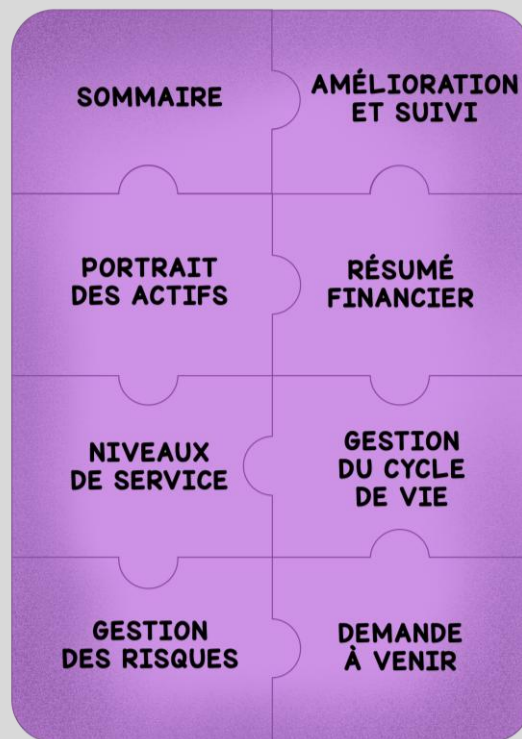 SOMMAIRE
AMÉLIORATION
ET SUIVI
PORTRAIT
DES ACTIFS
RÉSUMÉ
FINANCIER
NIVEAUX
DE SERVICE
GESTION
DU CYCLE
DE VIE
GESTION
DES RISQUES
DEMANDE
À VENIR